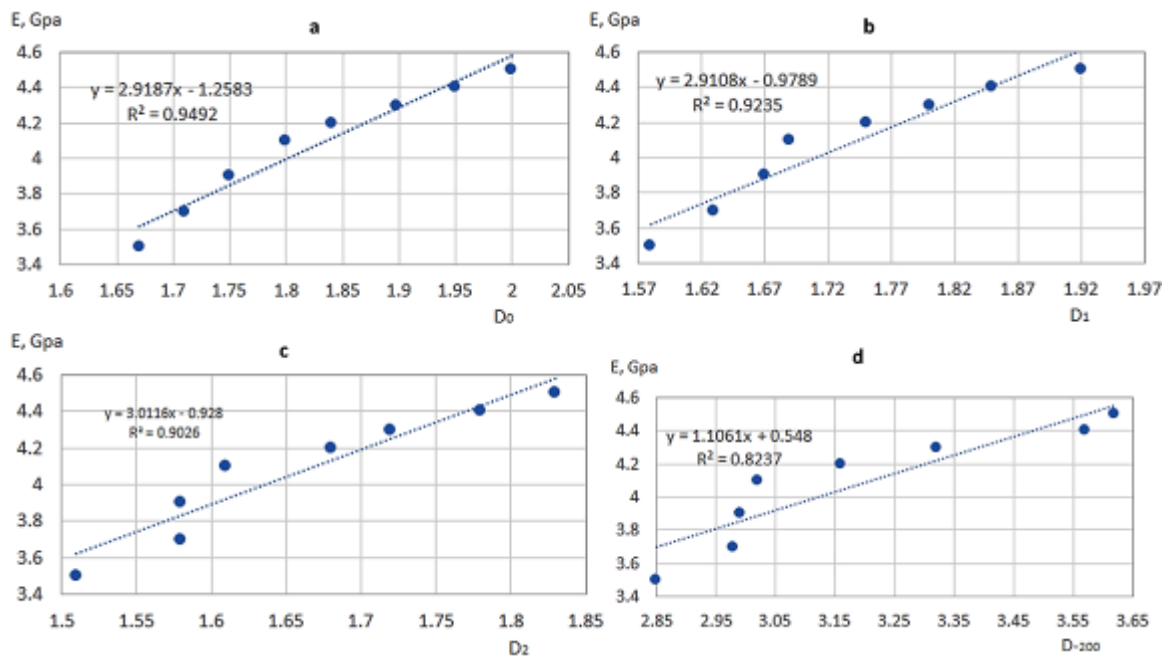 E, Gpa
a
y = 2.9187x - 1.2583
R² = 0.9492
4.6
4.4
4.2
4
3.8
3.6
3.4
1.6 1.65 1.7 1.75 1.8 1.85 1.9 1.95 2 2.05
D₀
E, Gpa
b
y = 2.9108x - 0.9789
R² = 0.9235
4.6
4.4
4.2
4
3.8
3.6
3.4
1.57 1.62 1.67 1.72 1.77 1.82 1.87 1.92 1.97
D₁
E, Gpa
c
y = 3.0116x - 0.928
R² = 0.9026
4.6
4.4
4.2
4
3.8
3.6
3.4
1.5 1.55 1.6 1.65 1.7 1.75 1.8 1.85
D₂
E, Gpa
d
y = 1.1061x + 0.548
R² = 0.8237
4.6
4.4
4.2
4
3.8
3.6
3.4
2.85 2.95 3.05 3.15 3.25 3.35 3.45 3.55 3.65
D₋₂₀₀